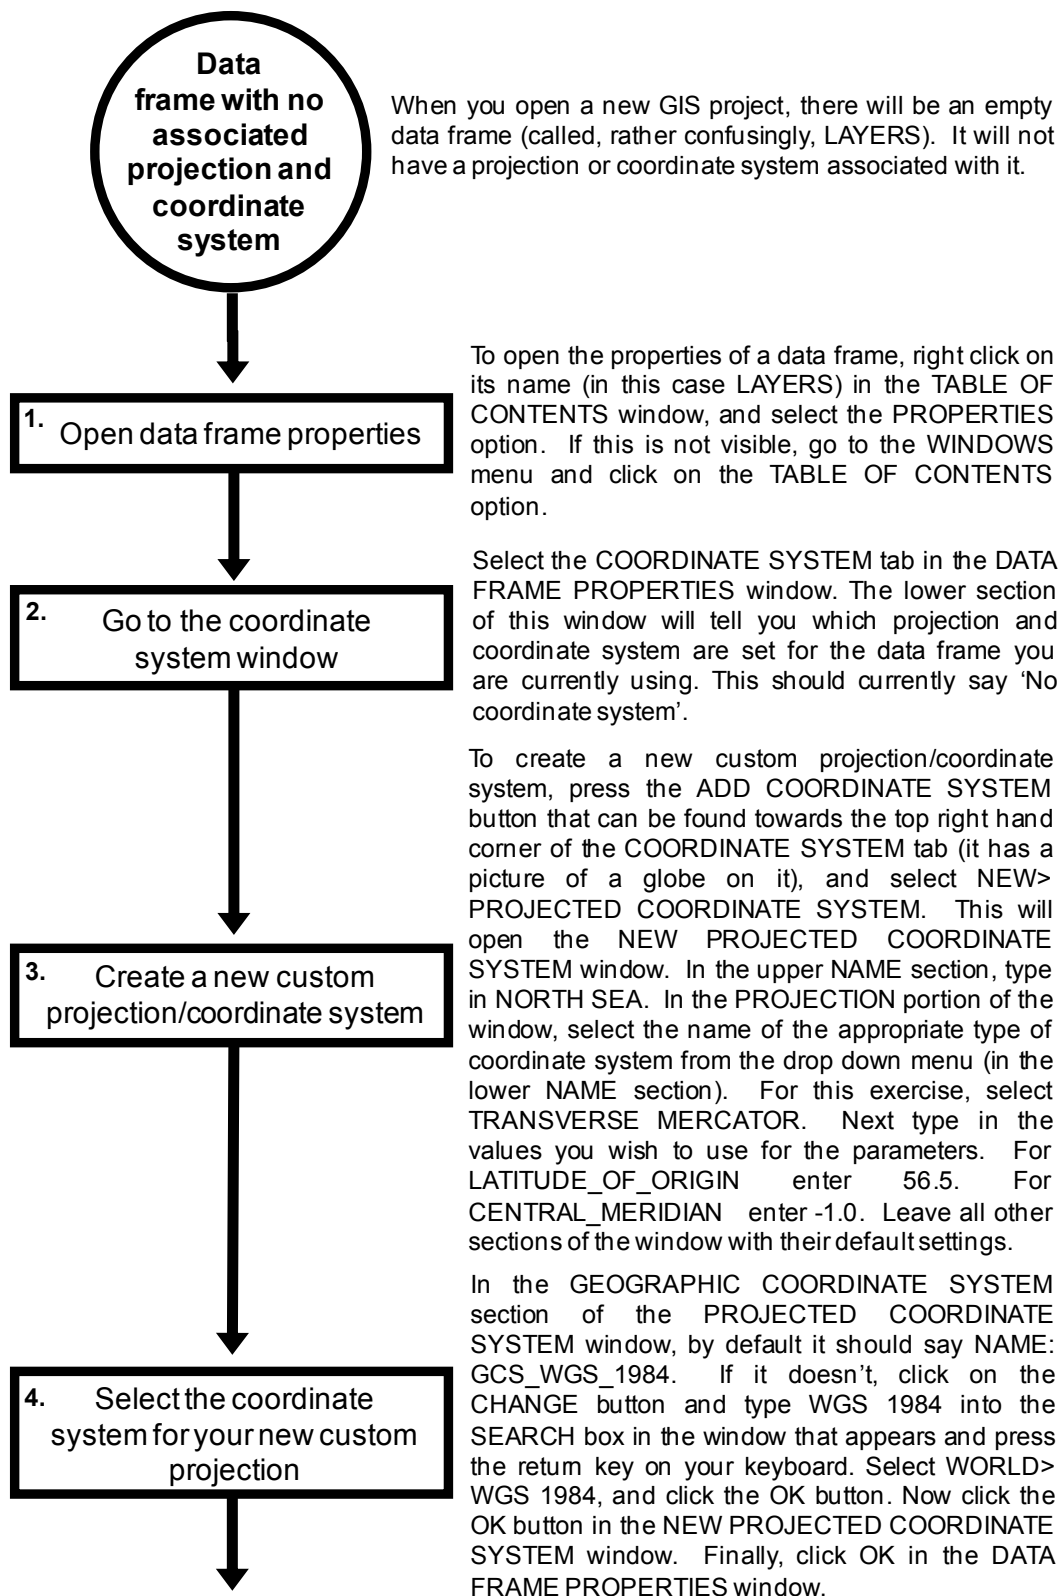 Data
frame with no
associated
projection and
coordinate
system
When you open a new GIS project, there will be an empty
data frame (called, rather confusingly, LAYERS). It will not
have a projection or coordinate system associated with it.
1. Open data frame properties
To open the properties of a data frame, right click on
its name (in this case LAYERS) in the TABLE OF
CONTENTS window, and select the PROPERTIES
option. If this is not visible, go to the WINDOWS
menu and click on the TABLE OF CONTENTS
option.
2. Go to the coordinate
system window
Select the COORDINATE SYSTEM tab in the DATA
FRAME PROPERTIES window. The lower section
of this window will tell you which projection and
coordinate system are set for the data frame you
are currently using. This should currently say ‘No
coordinate system’.
3. Create a new custom
projection/coordinate system
To create a new custom projection/coordinate
system, press the ADD COORDINATE SYSTEM
button that can be found towards the top right hand
corner of the COORDINATE SYSTEM tab (it has a
picture of a globe on it), and select NEW>
PROJECTED COORDINATE SYSTEM. This will
open the NEW PROJECTED COORDINATE
SYSTEM window. In the upper NAME section, type
in NORTH SEA. In the PROJECTION portion of the
window, select the name of the appropriate type of
coordinate system from the drop down menu (in the
lower NAME section). For this exercise, select
TRANSVERSE MERCATOR. Next type in the
values you wish to use for the parameters. For
LATITUDE_OF_ORIGIN enter 56.5. For
CENTRAL_MERIDIAN enter -1.0. Leave all other
sections of the window with their default settings.
4. Select the coordinate
system for your new custom
projection
In the GEOGRAPHIC COORDINATE SYSTEM
section of the PROJECTED COORDINATE
SYSTEM window, by default it should say NAME:
GCS_WGS_1984. If it doesn’t, click on the
CHANGE button and type WGS 1984 into the
SEARCH box in the window that appears and press
the return key on your keyboard. Select WORLD>
WGS 1984, and click the OK button. Now click the
OK button in the NEW PROJECTED COORDINATE
SYSTEM window. Finally, click OK in the DATA
FRAME PROPERTIES window.